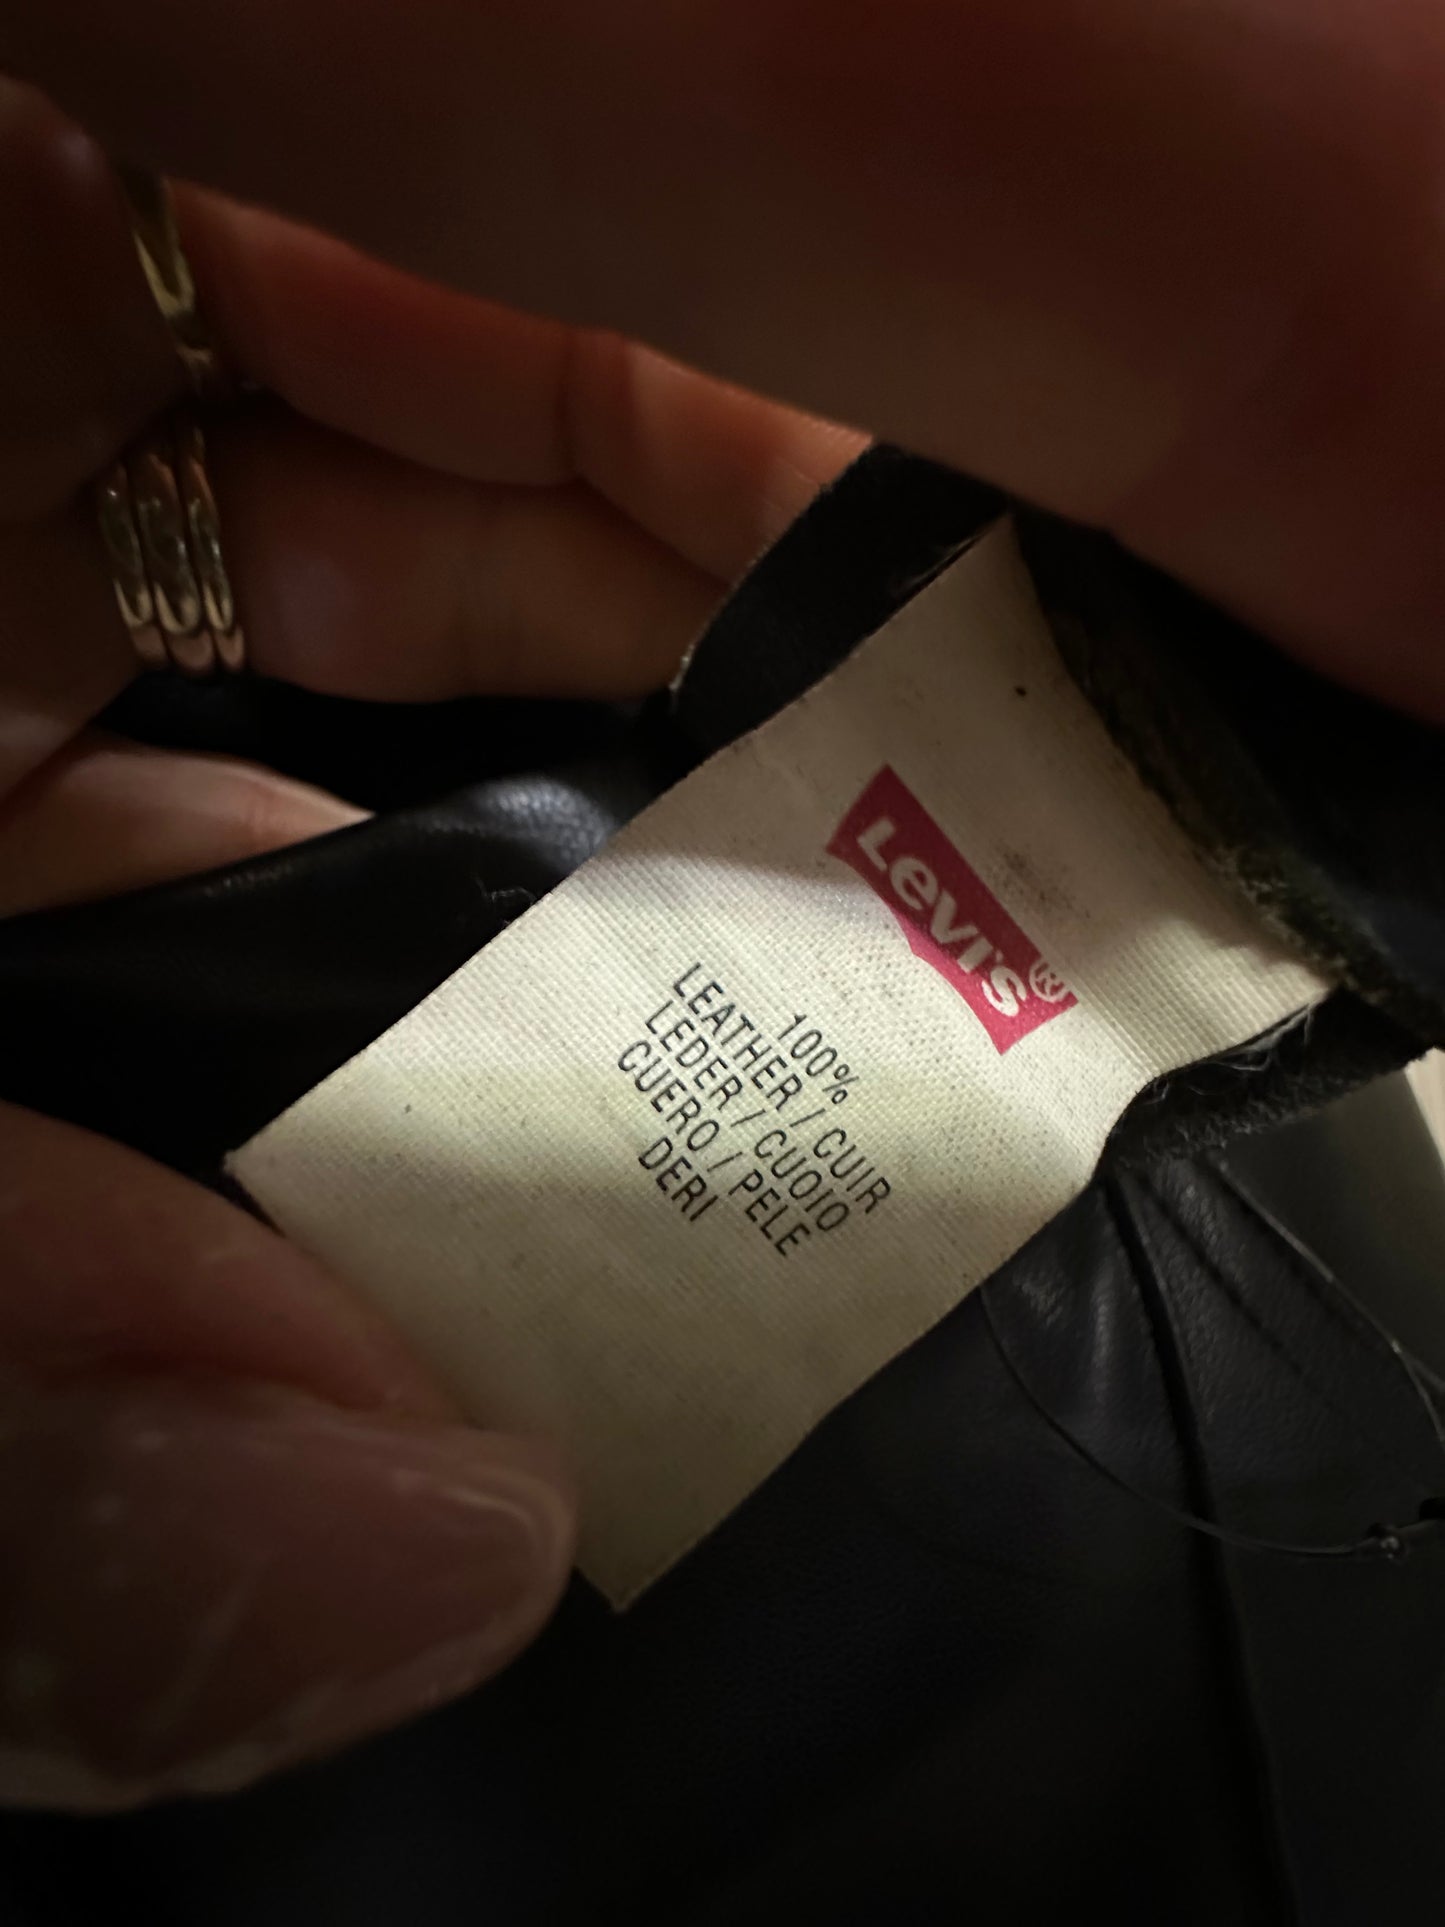 Levi's®
100%
LEATHER / CUIR
LEDER / CUOIO
CUERO / PELE
DERI